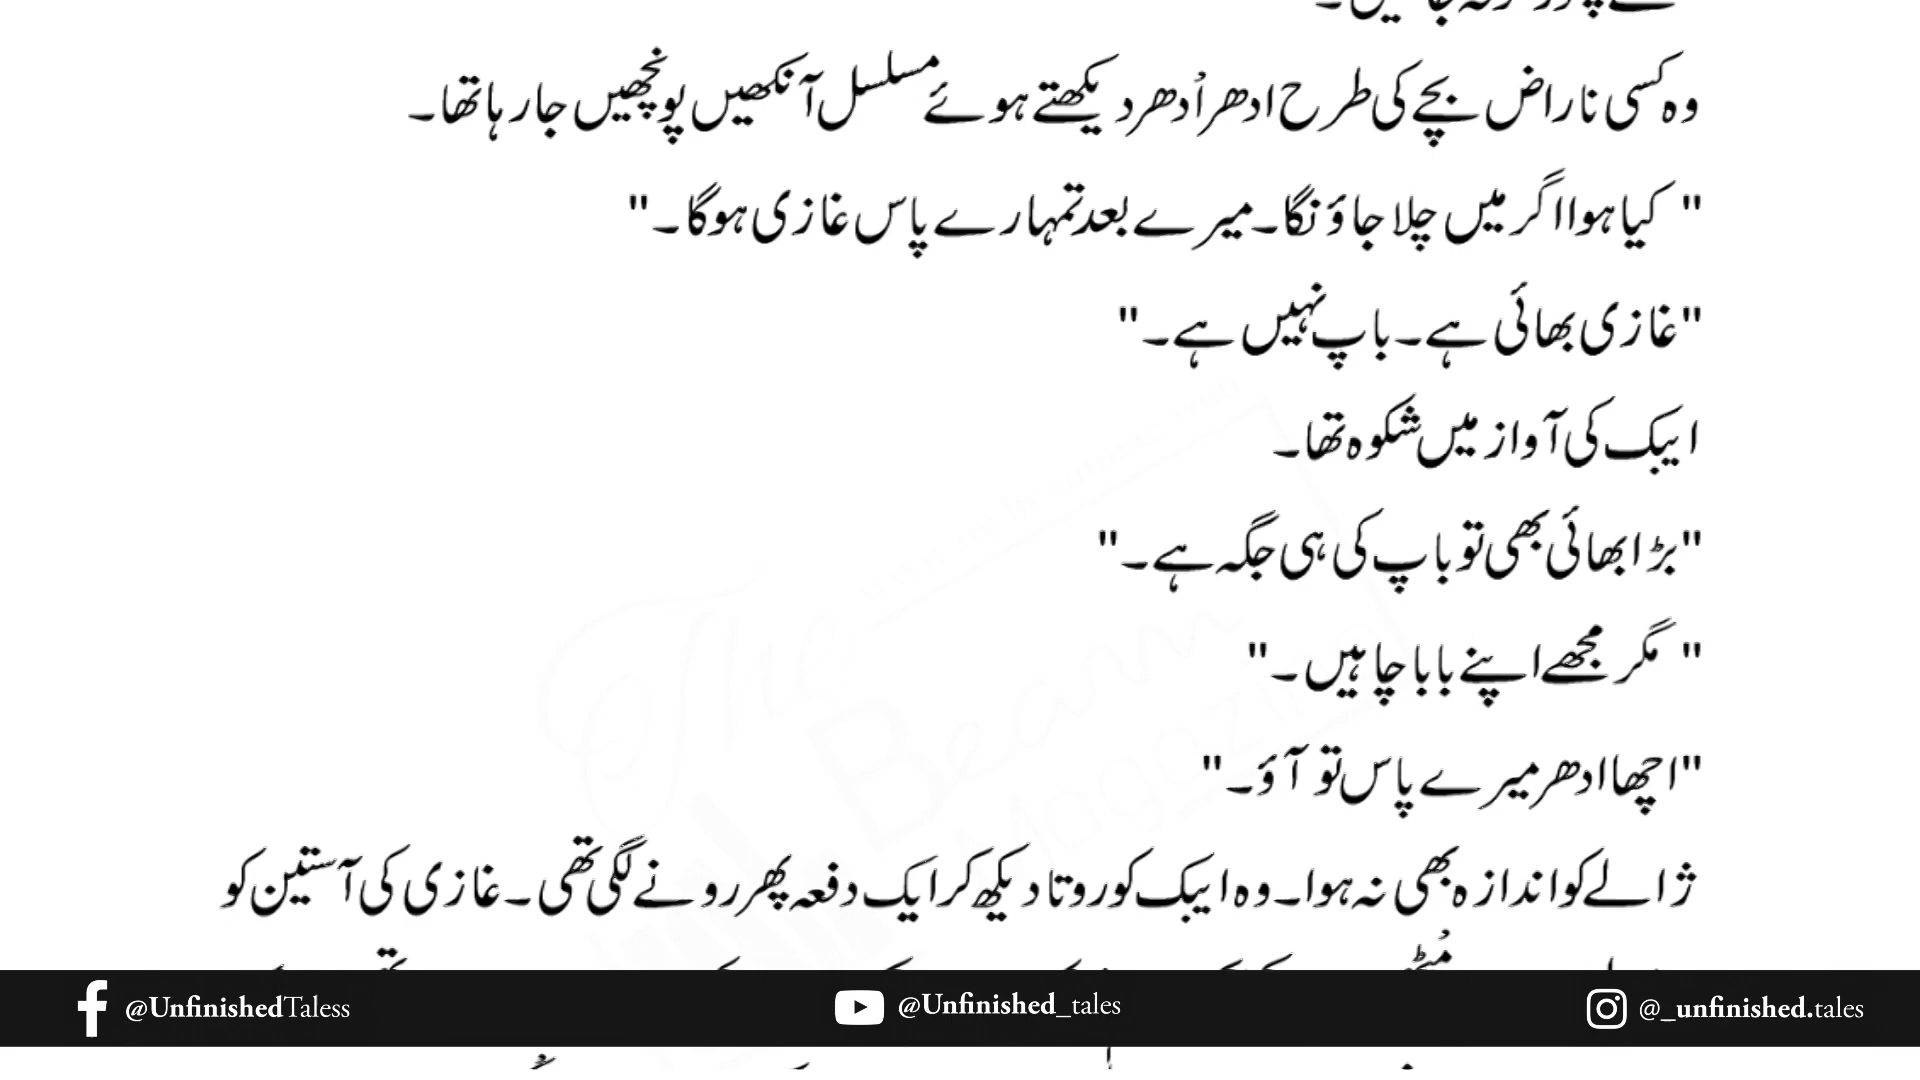 وہ کسی ناراض بچے کی طرح ادھر اُدھر دیکھتے ہوئے مسلسل آنکھیں پونچھیں جا رہا تھا۔
" کیا ہوا اگر میں چلا جاؤنگا۔ میرے بعد تمہارے پاس غازی ہوگا۔"
"غازی بھائی ہے۔ باپ نہیں ہے۔"
ایبک کی آواز میں شکوہ تھا۔
"بڑا بھائی بھی تو باپ کی ہی جگہ ہے۔"
" مگر مجھے اپنے بابا چاہیں۔"
"اچھا ادھر میرے پاس تو آؤ۔"
ژالے کو اندازہ بھی نہ ہوا۔ وہ ایبک کو روتا دیکھ کر ایک دفعہ پھر رونے لگی تھی۔ غازی کی آستین کو
The
Beam
Magazine
@UnfinishedTaless @Unfinished_tales @_unfinished.tales